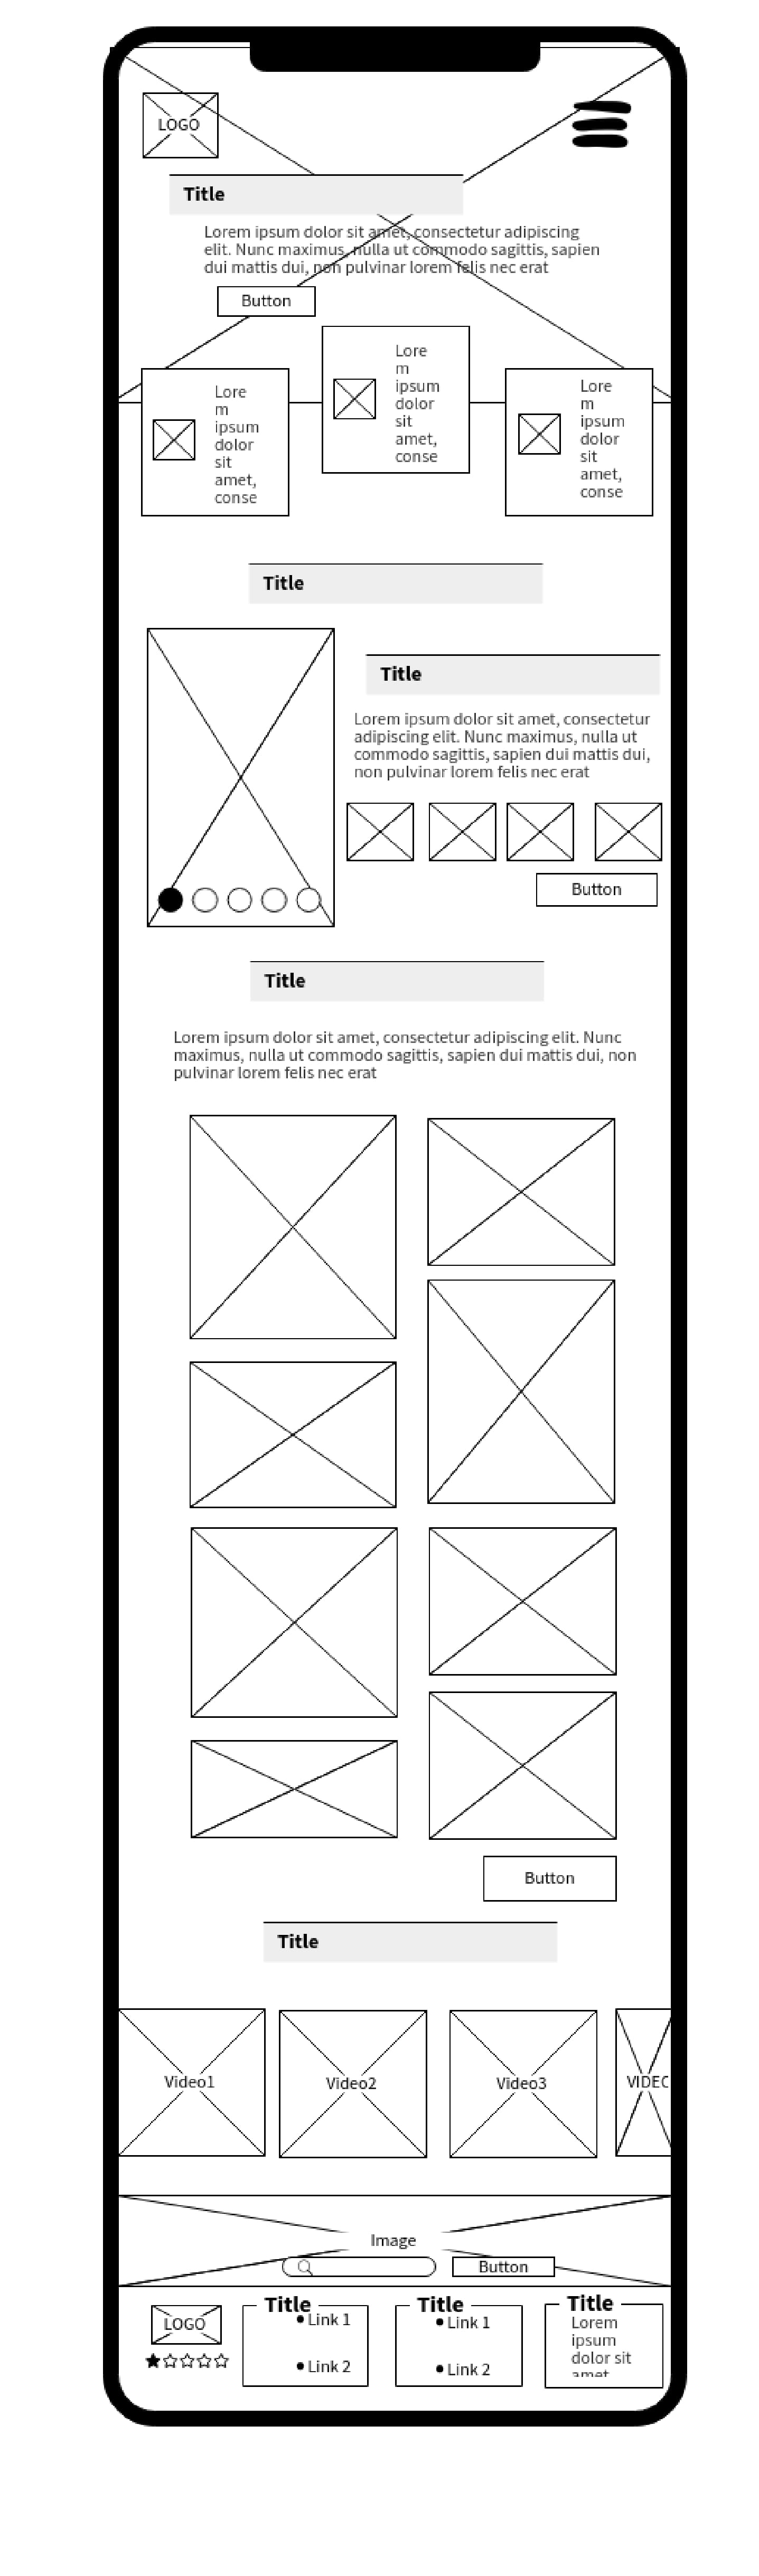 LOGO
Title
Lorem ipsum dolor sit amet, consectetur adipiscing
elit. Nunc maximus, nulla ut commodo sagittis, sapien
dui mattis dui, non pulvinar lorem felis nec erat
Button
Lore
m
ipsum
dolor
sit
amet,
conse
Lore
m
ipsum
dolor
sit
amet,
conse
Lore
m
ipsum
dolor
sit
amet,
conse
Title
Title
Lorem ipsum dolor sit amet, consectetur
adipiscing elit. Nunc maximus, nulla ut
commodo sagittis, sapien dui mattis dui,
non pulvinar lorem felis nec erat
Button
Title
Lorem ipsum dolor sit amet, consectetur adipiscing elit. Nunc
maximus, nulla ut commodo sagittis, sapien dui mattis dui, non
pulvinar lorem felis nec erat
Button
Title
Video1
Video2
Video3
VIDEO
Image
Button
LOGO
Title
Link 1
Link 2
Title
Link 1
Link 2
Title
Lorem
ipsum
dolor sit
amet